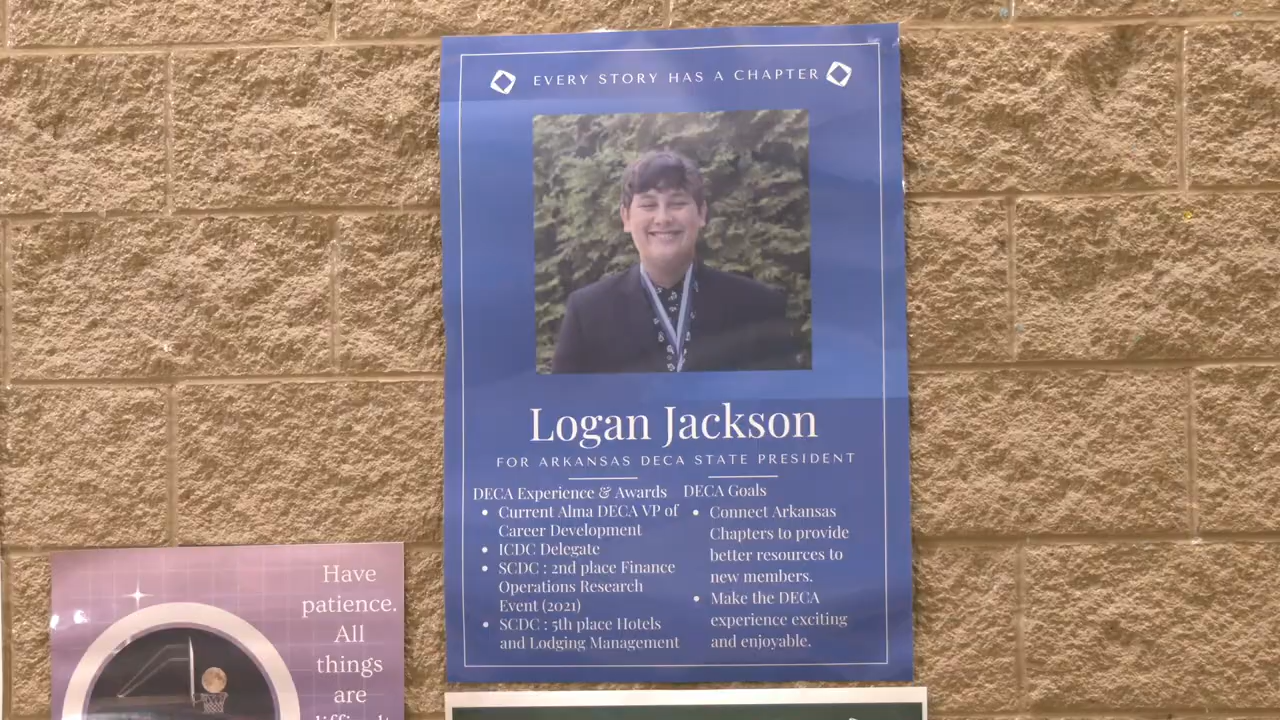 EVERY STORY HAS A CHAPTER
Logan Jackson
FOR ARKANSAS DECA STATE PRESIDENT
DECA Experience & Awards
• Current Alma DECA VP of
Career Development
• ICDC Delegate
• SCDC : 2nd place Finance
Operations Research
Event (2021)
• SCDC : 5th place Hotels
and Lodging Management
DECA Goals
• Connect Arkansas
Chapters to provide
better resources to
new members.
• Make the DECA
experience exciting
and enjoyable.
Have
patience.
All
things
are